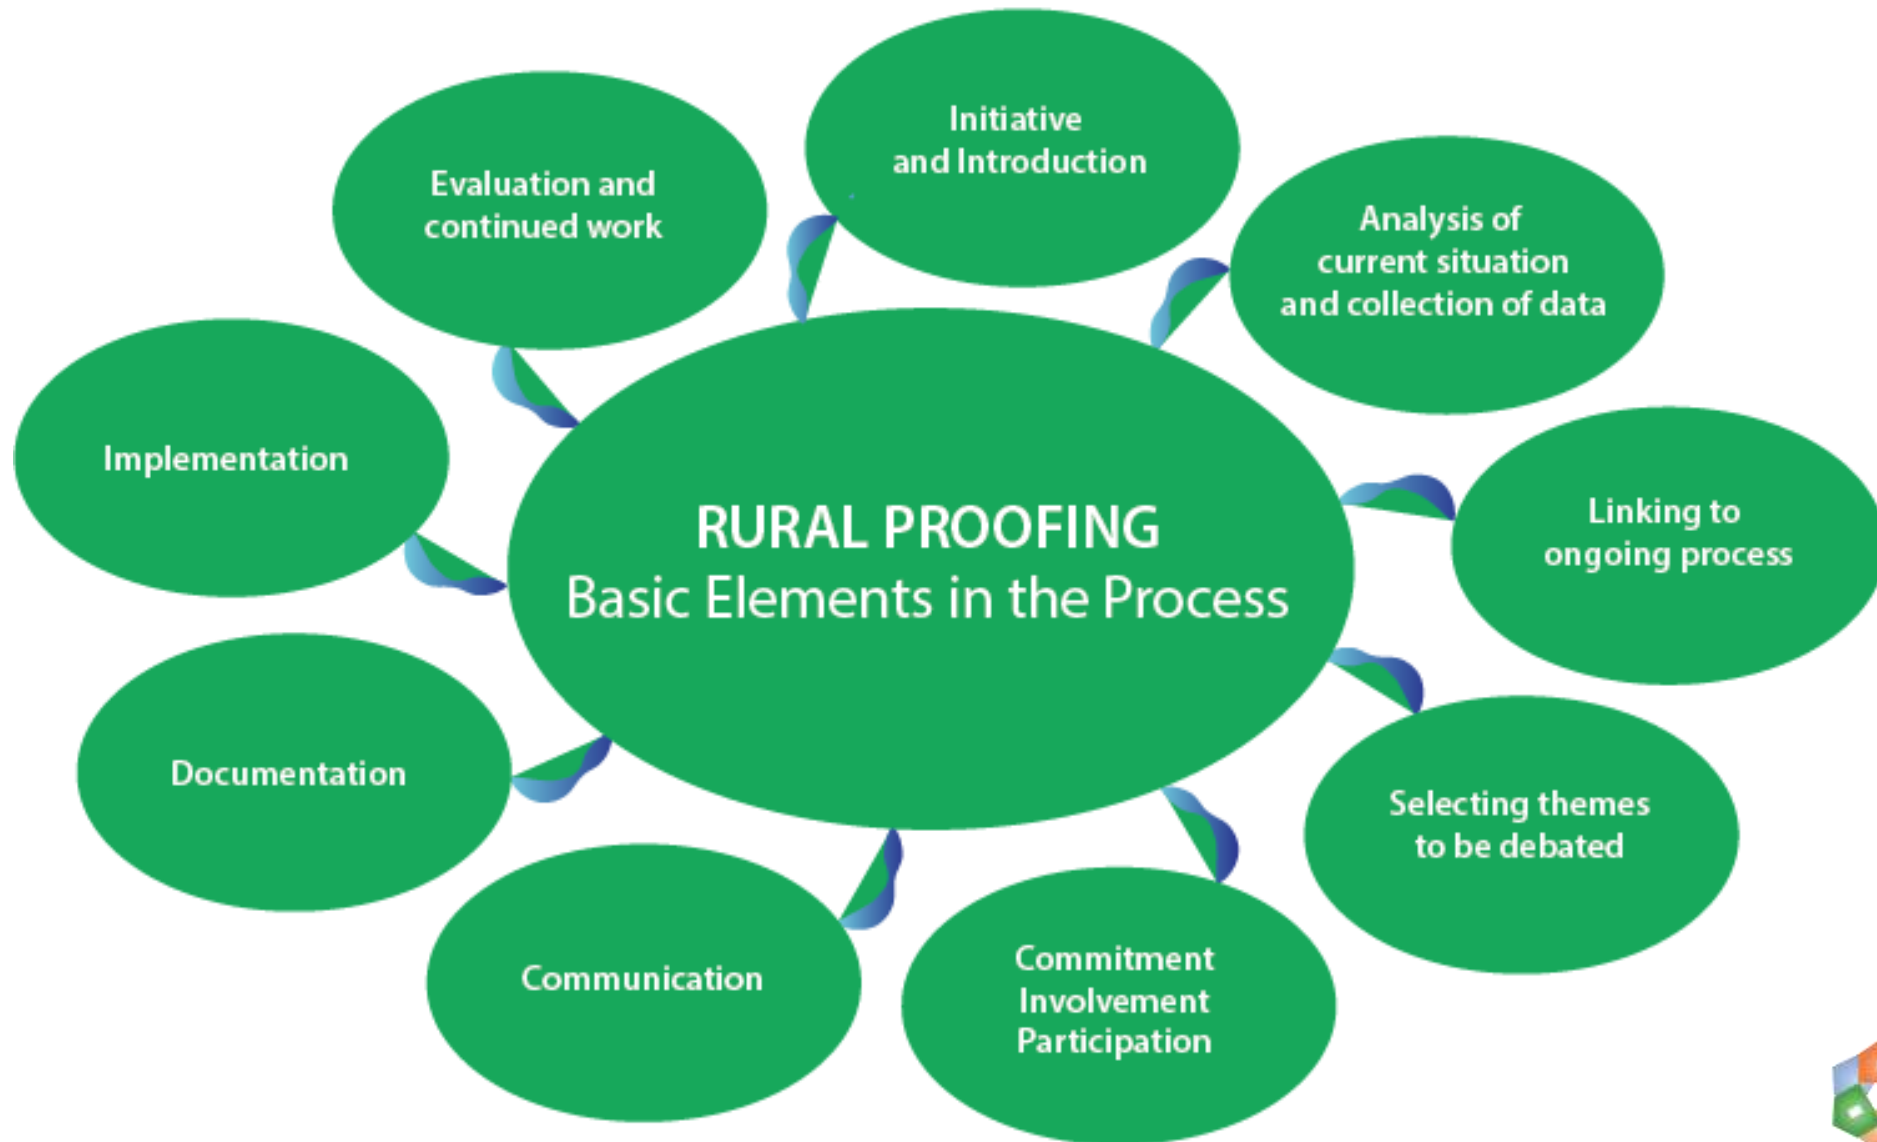 RURAL PROOFING
Basic Elements in the Process
Initiative
and Introduction
Analysis of
current situation
and collection of data
Linking to
ongoing process
Selecting themes
to be debated
Commitment
Involvement
Participation
Communication
Documentation
Implementation
Evaluation and
continued work